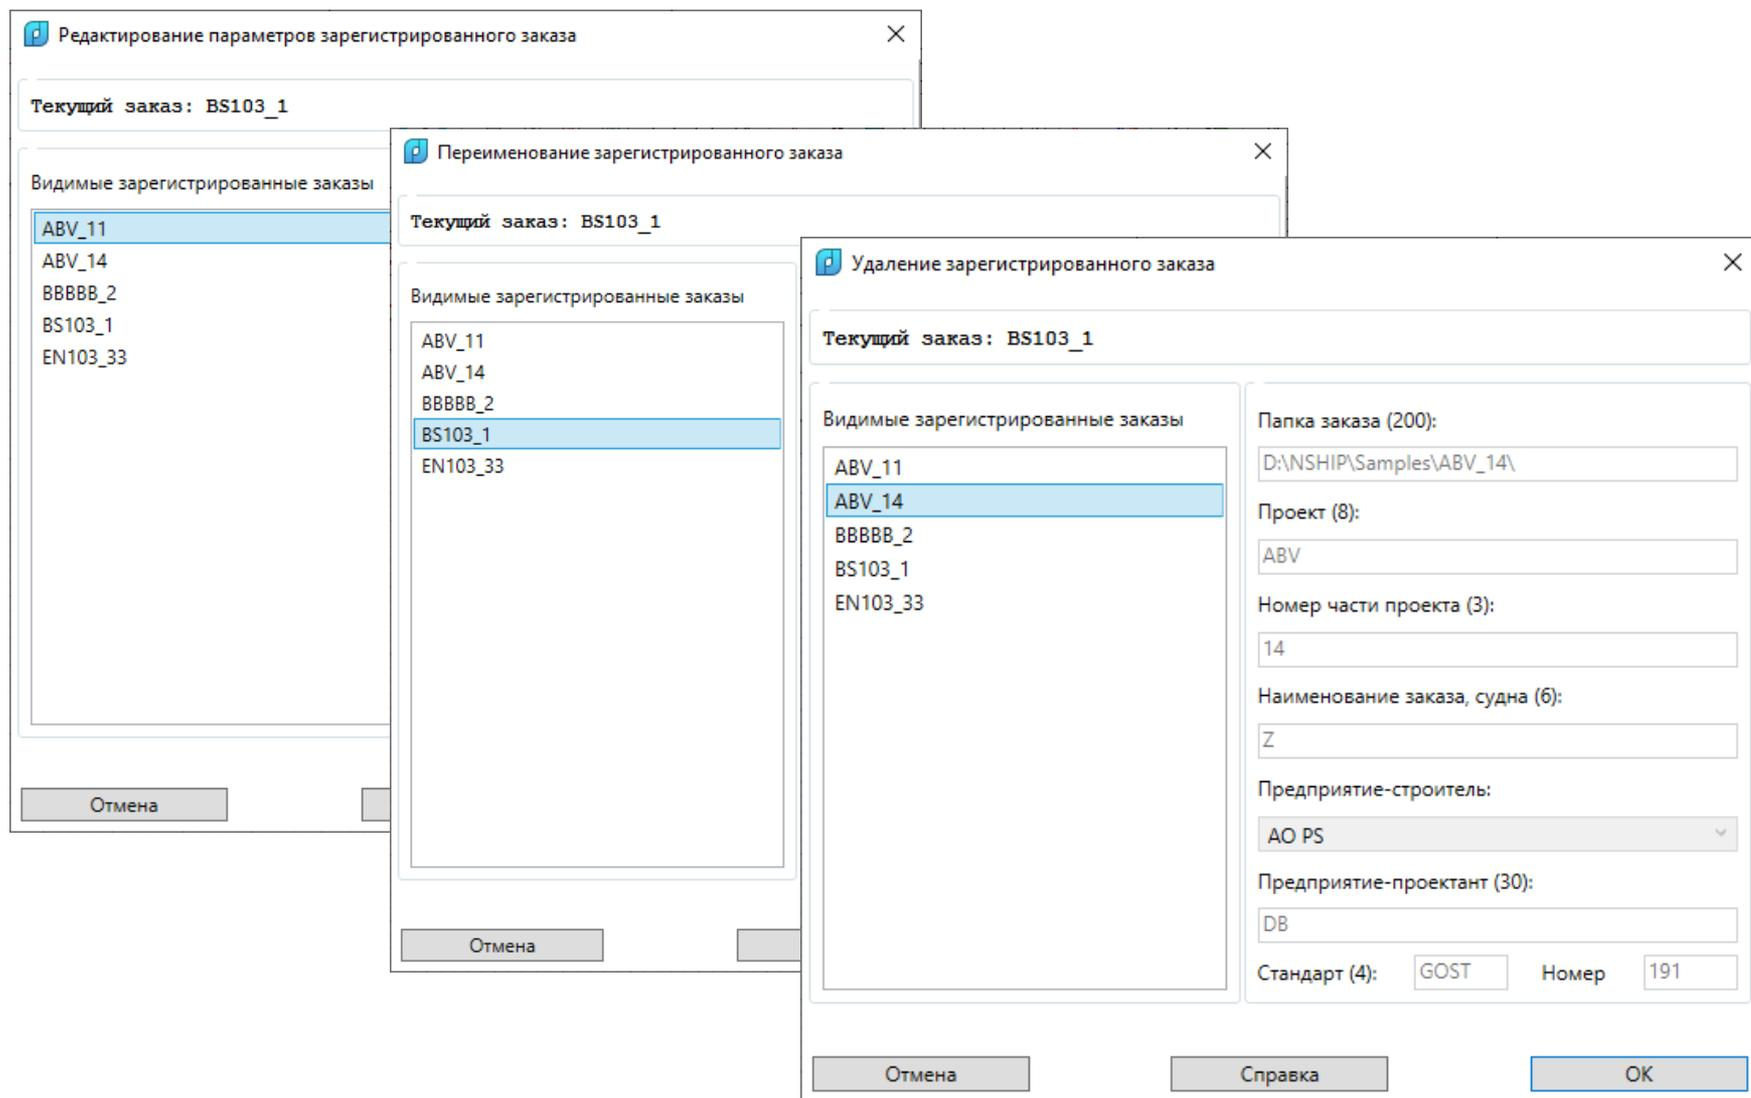 Редактирование параметров зарегистрированного заказа
Текущий заказ: BS103_1
Видимые зарегистрированные заказы
ABV_11
ABV_14
BBBBB_2
BS103_1
EN103_33
Отмена
Переименование зарегистрированного заказа
Текущий заказ: BS103_1
Видимые зарегистрированные заказы
ABV_11
ABV_14
BBBBB_2
BS103_1
EN103_33
Отмена
Удаление зарегистрированного заказа
Текущий заказ: BS103_1
Видимые зарегистрированные заказы
ABV_11
ABV_14
BBBBB_2
BS103_1
EN103_33
Папка заказа (200):
D:\NSHIP\Samples\ABV_14\
Проект (8):
ABV
Номер части проекта (3):
14
Наименование заказа, судна (6):
Z
Предприятие-строитель:
АО PS
Предприятие-проектант (30):
DB
Стандарт (4): GOST Номер 191
Отмена Справка ОК